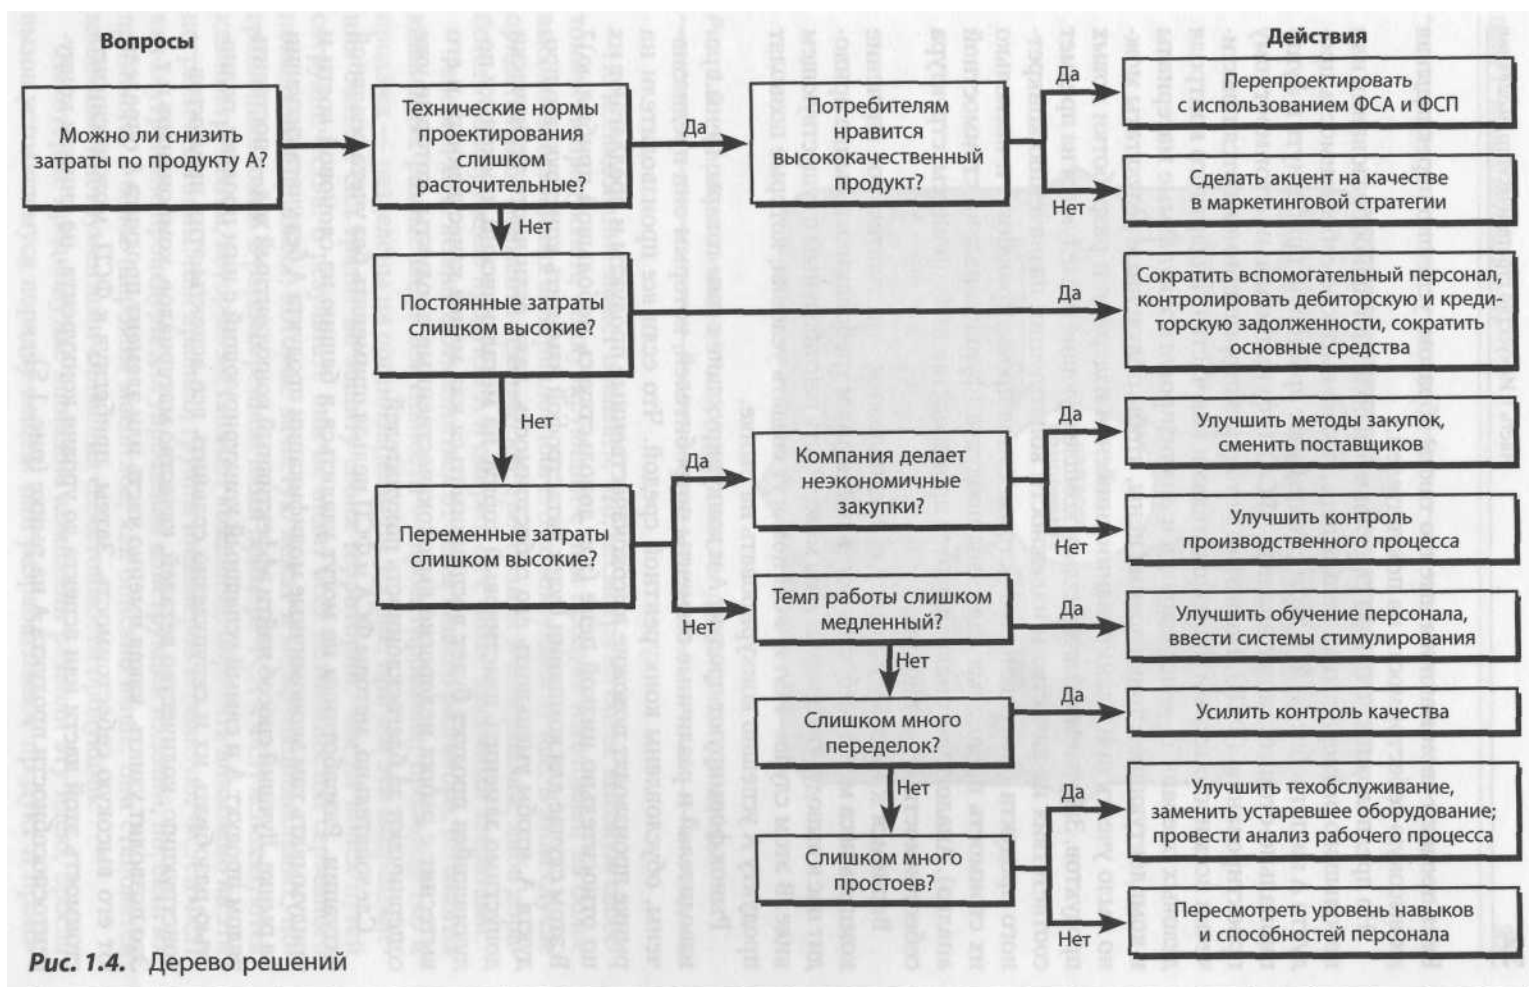 Вопросы
Действия
Можно ли снизить
затраты по продукту А?
Технические нормы
проектирования
слишком
расточительные?
Да
Потребителям
нравится
высококачественный
продукт?
Да
Перепроектировать
с использованием ФСА и ФСП
Нет
Сделать акцент на качестве
в маркетинговой стратегии
Нет
Постоянные затраты
слишком высокие?
Да
Сократить вспомогательный персонал,
контролировать дебиторскую и креди-
торскую задолженности, сократить
основные средства
Нет
Переменные затраты
слишком высокие?
Да
Компания делает
неэкономичные
закупки?
Да
Улучшить методы закупок,
сменить поставщиков
Нет
Улучшить контроль
производственного процесса
Нет
Темп работы слишком
медленный?
Да
Улучшить обучение персонала,
ввести системы стимулирования
Нет
Слишком много
переделок?
Да
Усилить контроль качества
Нет
Слишком много
простоев?
Да
Улучшить техобслуживание,
заменить устаревшее оборудование;
провести анализ рабочего процесса
Нет
Пересмотреть уровень навыков
и способностей персонала
Рис. 1.4. Дерево решений